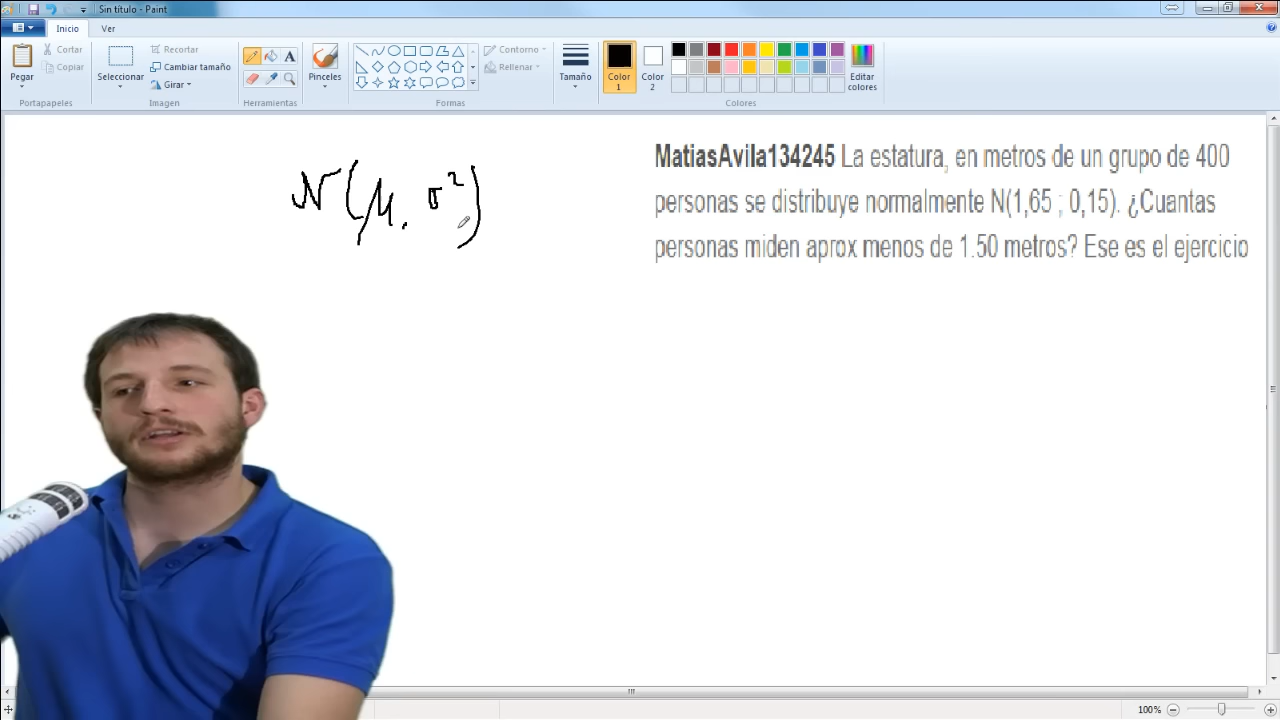 Sin título - Paint
Inicio Ver
Pegar
Cortar
Copiar
Portapapeles
Seleccionar
Recortar
Cambiar tamaño
Girar
Imagen
A
Herramientas
Pinceles
Contorno
Rellenar
Formas
Tamaño
Color 1
Color 2
Editar colores
Colores
N(μ, σ²)
MatiasAvila134245 La estatura, en metros de un grupo de 400
personas se distribuye normalmente N(1,65 ; 0,15). ¿Cuantas
personas miden aprox menos de 1.50 metros? Ese es el ejercicio
100%